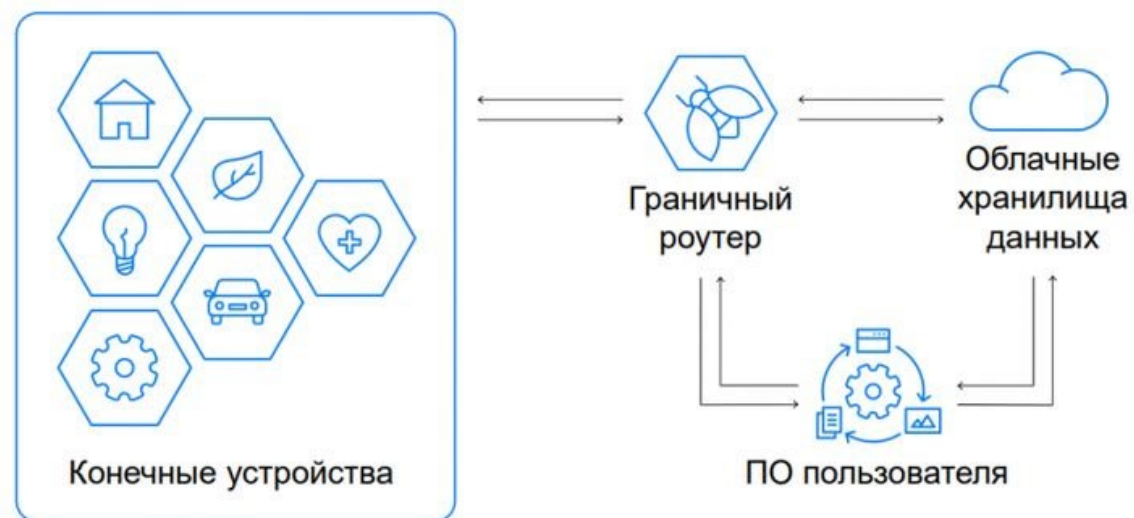 Граничный
роутер
Облачные
хранилища
данных
Конечные устройства
ПО пользователя